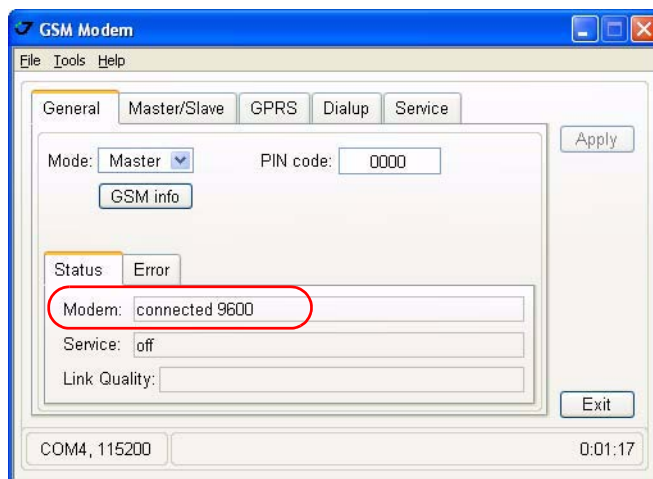 GSM Modem
File Tools Help
General Master/Slave GPRS Dialup Service
Apply
Mode: Master PIN code: 0000
GSM info
Status Error
Modem: connected 9600
Service: off
Link Quality:
Exit
COM4, 115200 0:01:17